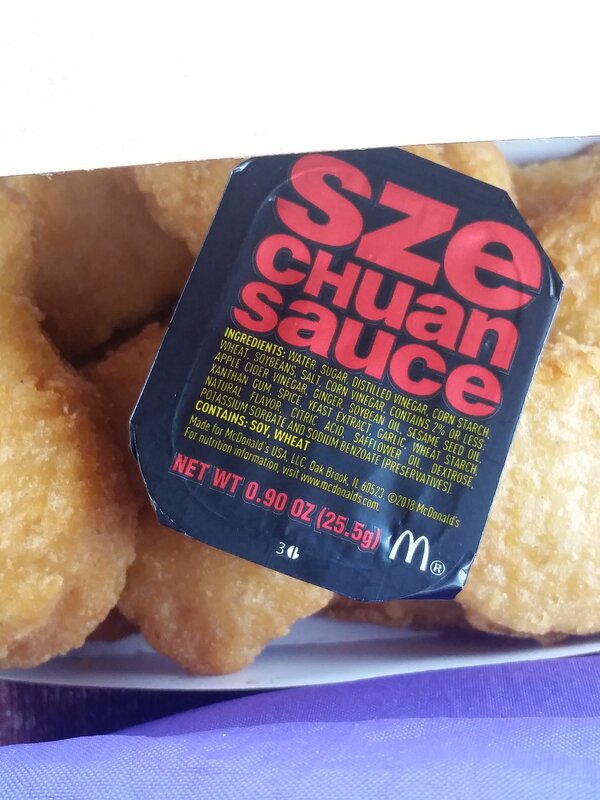 Sze
CHuan
sauce
INGREDIENTS: WATER, SUGAR, DISTILLED VINEGAR, CORN STARCH,
WHEAT, SOYBEANS, SALT, CORN VINEGAR, CONTAINS 2% OR LESS:
APPLE CIDER VINEGAR, GINGER, SOYBEAN OIL, SESAME SEED OIL,
XANTHAN GUM, SPICE, YEAST EXTRACT, GARLIC, WHEAT STARCH,
NATURAL FLAVOR, CITRIC ACID, SAFFLOWER OIL, DEXTROSE,
POTASSIUM SORBATE AND SODIUM BENZOATE (PRESERVATIVES).
CONTAINS: SOY, WHEAT
Made for McDonald's USA, LLC, Oak Brook, IL 60523. ©2018 McDonald's
For nutrition information, visit www.mcdonalds.com.
NET WT 0.90 OZ (25.5g)
M®
3